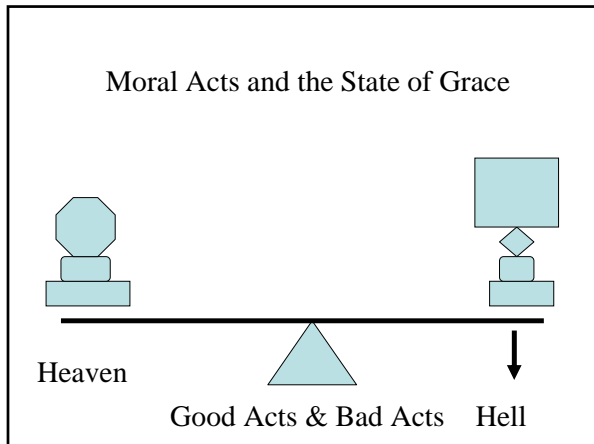 Moral Acts and the State of Grace
Heaven
Good Acts & Bad Acts Hell